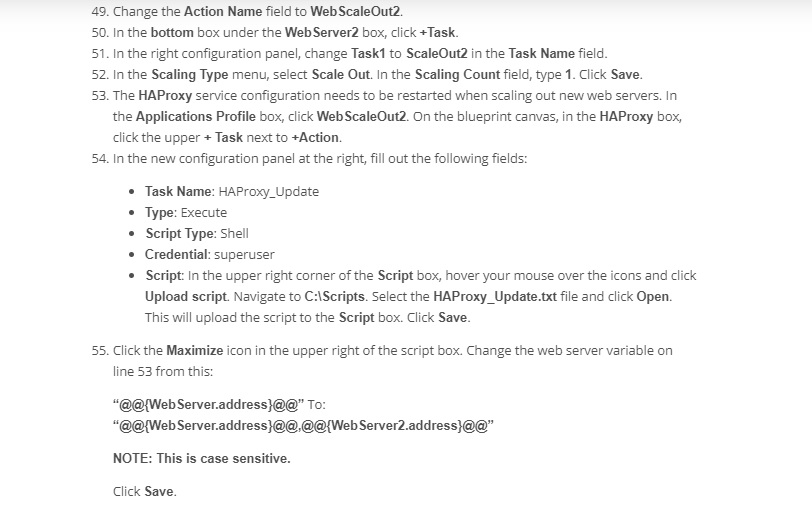 49. Change the Action Name field to WebScaleOut2.
50. In the bottom box under the WebServer2 box, click +Task.
51. In the right configuration panel, change Task1 to ScaleOut2 in the Task Name field.
52. In the Scaling Type menu, select Scale Out. In the Scaling Count field, type 1. Click Save.
53. The HAProxy service configuration needs to be restarted when scaling out new web servers. In
the Applications Profile box, click WebScaleOut2. On the blueprint canvas, in the HAProxy box,
click the upper + Task next to +Action.
54. In the new configuration panel at the right, fill out the following fields:
• Task Name: HAProxy_Update
• Type: Execute
• Script Type: Shell
• Credential: superuser
• Script: In the upper right corner of the Script box, hover your mouse over the icons and click
Upload script. Navigate to C:\Scripts. Select the HAProxy_Update.txt file and click Open.
This will upload the script to the Script box. Click Save.
55. Click the Maximize icon in the upper right of the script box. Change the web server variable on
line 53 from this:
“@@{WebServer.address}@@” To:
“@@{WebServer.address}@@,@@{WebServer2.address}@@”
NOTE: This is case sensitive.
Click Save.